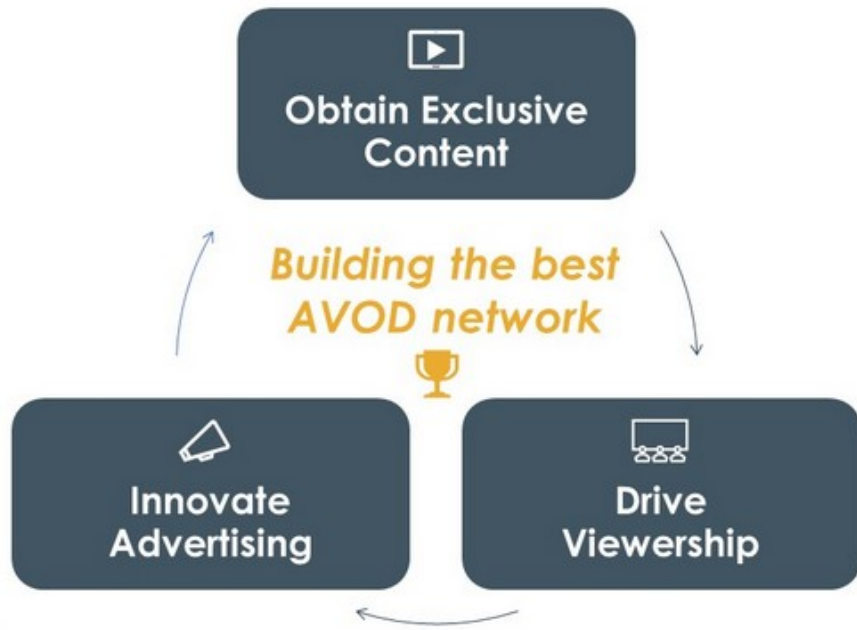 Obtain Exclusive
Content
Building the best
AVOD network
Innovate
Advertising
Drive
Viewership